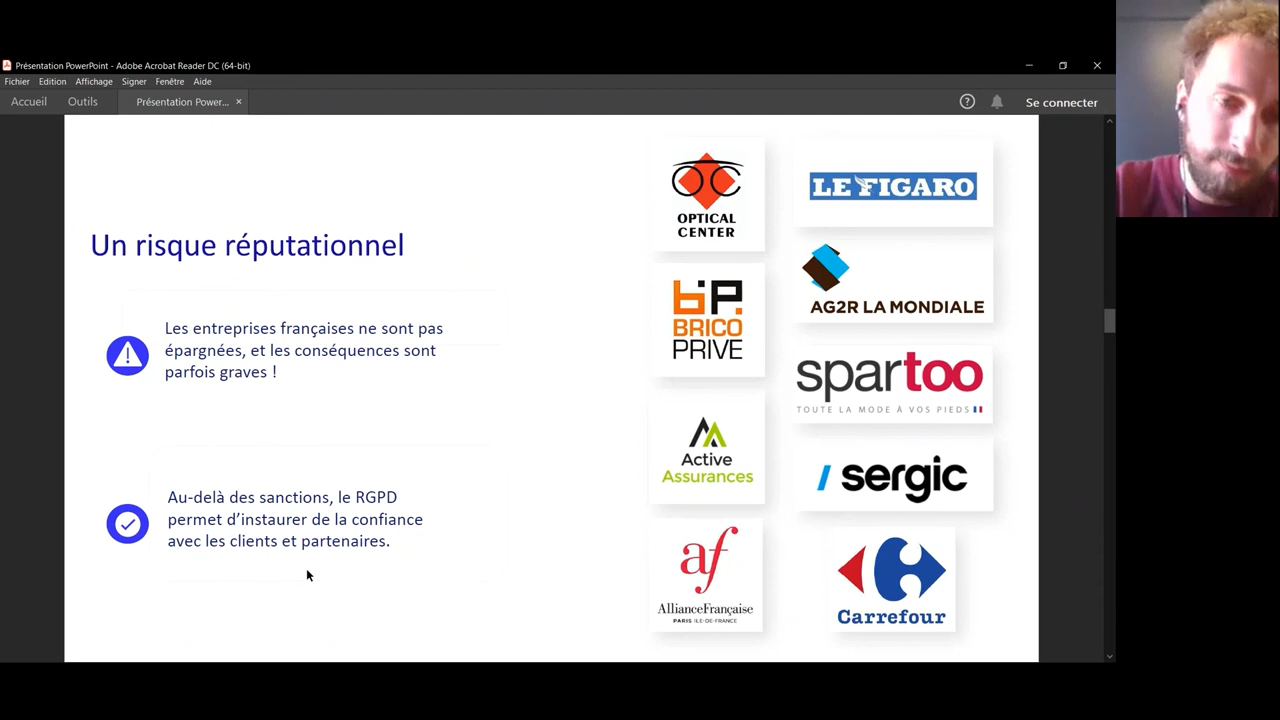 Présentation PowerPoint - Adobe Acrobat Reader DC (64-bit)
Fichier Edition Affichage Signer Fenêtre Aide
Accueil Outils Présentation Power... × Se connecter
Un risque réputationnel
Les entreprises françaises ne sont pas
épargnées, et les conséquences sont
parfois graves !
Au-delà des sanctions, le RGPD
permet d'instaurer de la confiance
avec les clients et partenaires.
OPTICAL
CENTER
LE FIGARO
BRICO
PRIVE
AG2R LA MONDIALE
spartoo
TOUTE LA MODE À VOS PIEDS
Active
Assurances
sergic
af
AllianceFrançaise
PARIS ILE-DE-FRANCE
Carrefour